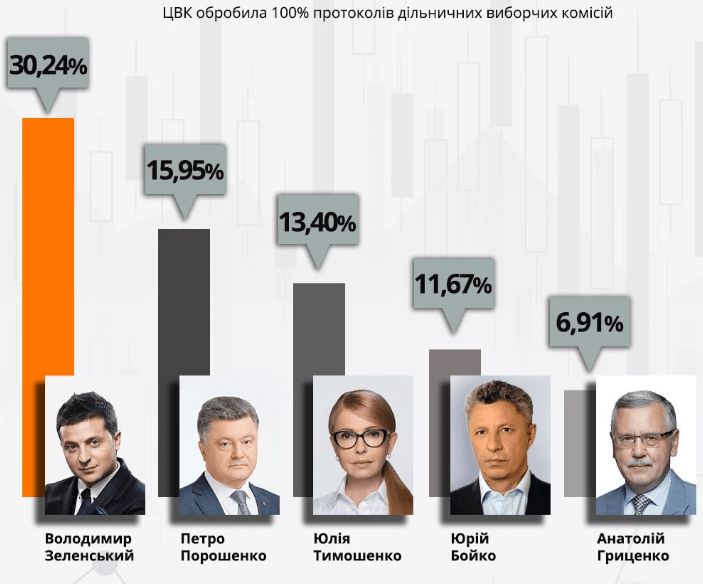 ЦВК обробила 100% протоколів дільничних виборчих комісій
30,24%
15,95%
13,40%
11,67%
6,91%
Володимир
Зеленський
Петро
Порошенко
Юлія
Тимошенко
Юрій
Бойко
Анатолій
Гриценко